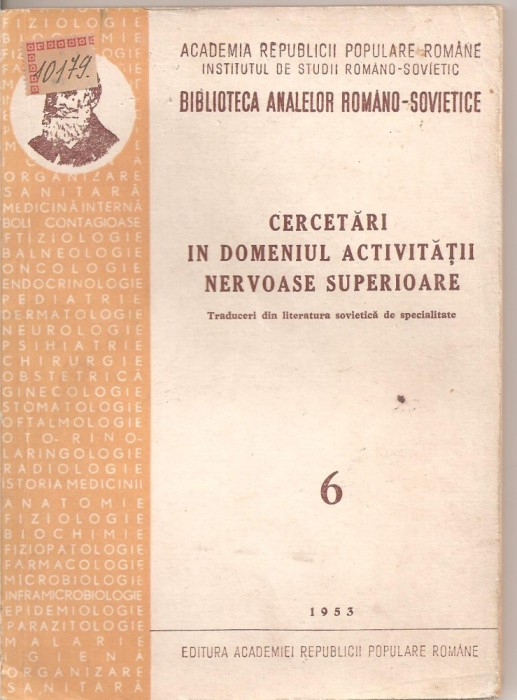 FIZIOLOGIE
10179.
ORGANIZARE
SANITARĂ
MEDICINĂ INTERNĂ
BOLI CONTAGIOASE
FTIZIOLOGIE
BALNEOLOGIE
ONCOLOGIE
ENDOCRINOLOGIE
PEDIATRIE
DERMATOLOGIE
NEUROLOGIE
PSIHIATRIE
CHIRURGIE
OBSTETRICĂ
GINECOLOGIE
STOMATOLOGIE
OFTALMOLOGIE
OTO-RINO-
LARINGOLOGIE
RADIOLOGIE
ISTORIA MEDICINII
ANATOMIE
FIZIOLOGIE
BIOCHIMIE
FIZIOPATOLOGIE
FARMACOLOGIE
MICROBIOLOGIE
INFRAMICROBIOLOGIE
EPIDEMIOLOGIE
PARAZITOLOGIE
MALARIE
IGIENĂ
ORGANIZARE
SANITARĂ
ACADEMIA REPUBLICII POPULARE ROMÂNE
INSTITUTUL DE STUDII ROMÂNO-SOVIETIC
BIBLIOTECA ANALELOR ROMÂNO-SOVIETICE
CERCETĂRI
IN DOMENIUL ACTIVITĂȚII
NERVOASE SUPERIOARE
Traduceri din literatura sovietică de specialitate
6
1953
EDITURA ACADEMIEI REPUBLICII POPULARE ROMÂNE